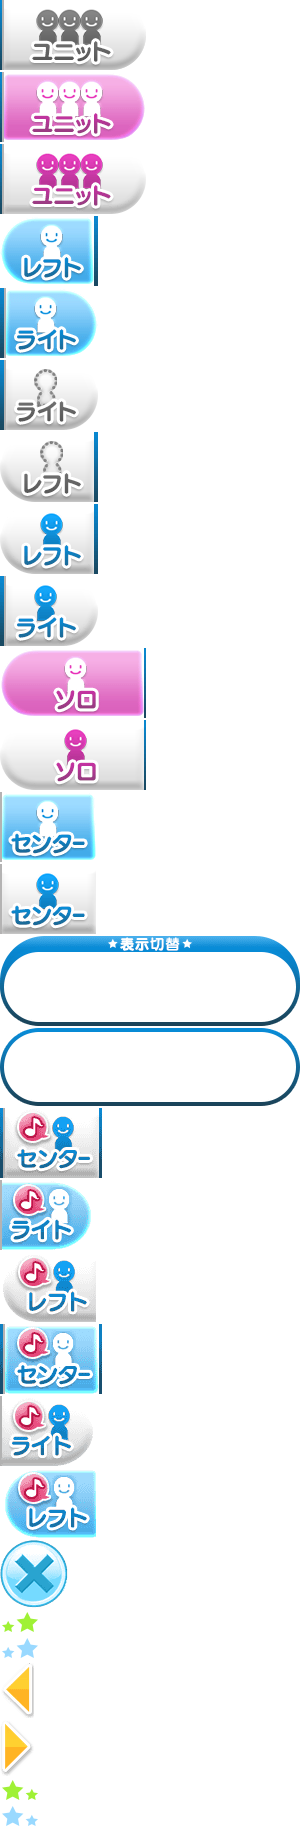 ユニット
ユニット
ユニット
レフト
ライト
ライト
レフト
レフト
ライト
ソロ
ソロ
センター
センター
★表示切替★
センター
ライト
レフト
センター
ライト
レフト